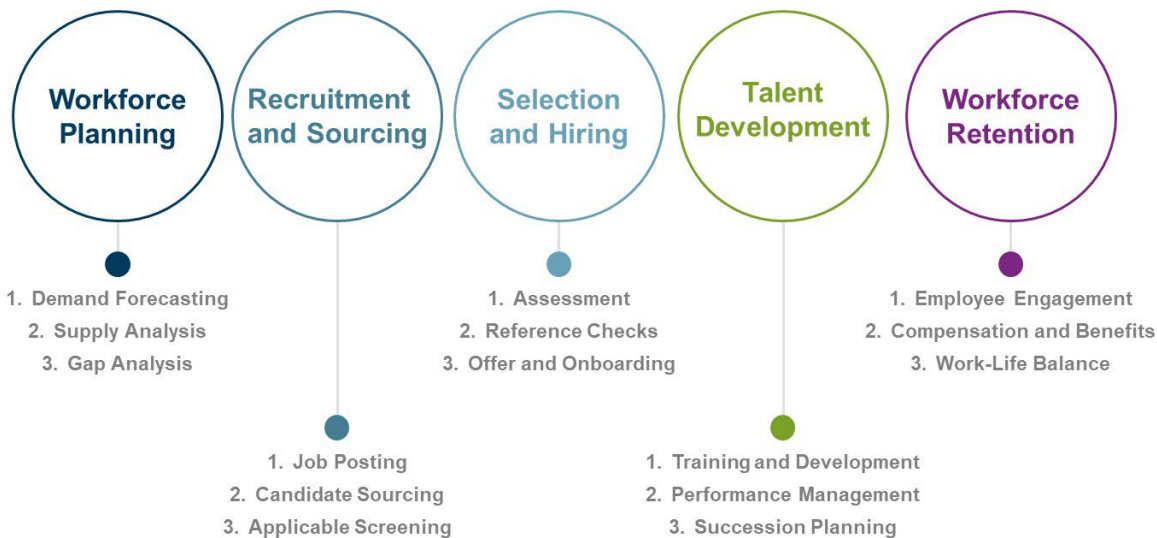 Workforce
Planning
Recruitment
and Sourcing
Selection
and Hiring
Talent
Development
Workforce
Retention
1. Demand Forecasting
2. Supply Analysis
3. Gap Analysis
1. Assessment
2. Reference Checks
3. Offer and Onboarding
1. Employee Engagement
2. Compensation and Benefits
3. Work-Life Balance
1. Job Posting
2. Candidate Sourcing
3. Applicable Screening
1. Training and Development
2. Performance Management
3. Succession Planning